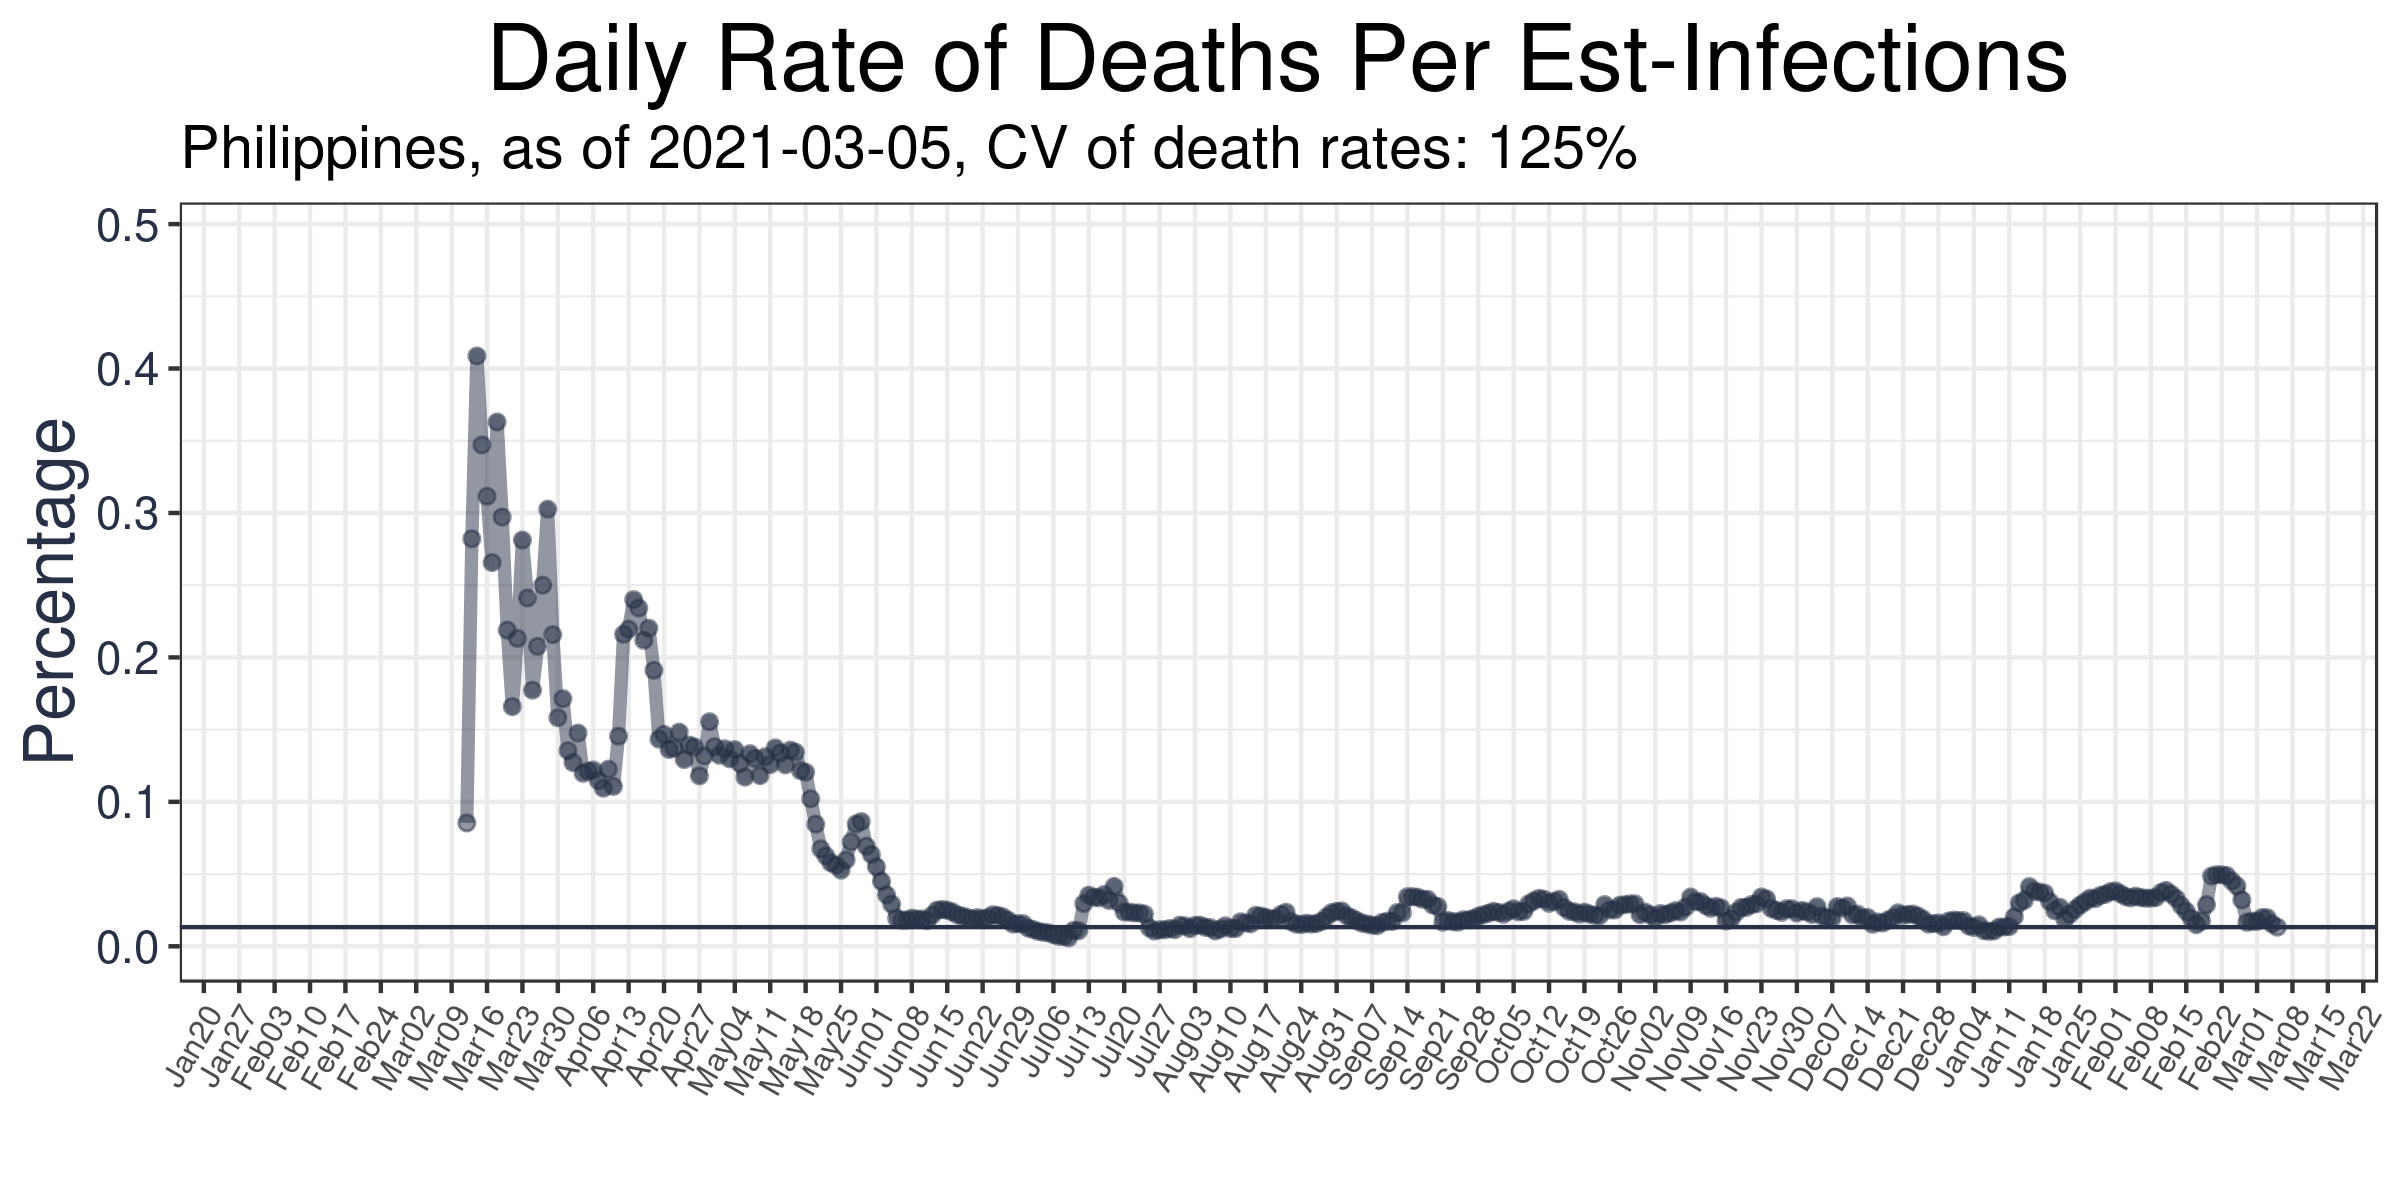 Daily Rate of Deaths Per Est-Infections
Philippines, as of 2021-03-05, CV of death rates: 125%
Percentage
0.5
0.4
0.3
0.2
0.1
0.0
Jan20
Jan27
Feb03
Feb10
Feb17
Feb24
Mar02
Mar09
Mar16
Mar23
Mar30
Apr06
Apr13
Apr20
Apr27
May04
May11
May18
May25
Jun01
Jun08
Jun15
Jun22
Jun29
Jul06
Jul13
Jul20
Jul27
Aug03
Aug10
Aug17
Aug24
Aug31
Sep07
Sep14
Sep21
Sep28
Oct05
Oct12
Oct19
Oct26
Nov02
Nov09
Nov16
Nov23
Nov30
Dec07
Dec14
Dec21
Dec28
Jan04
Jan11
Jan18
Jan25
Feb01
Feb08
Feb15
Feb22
Mar01
Mar08
Mar15
Mar22